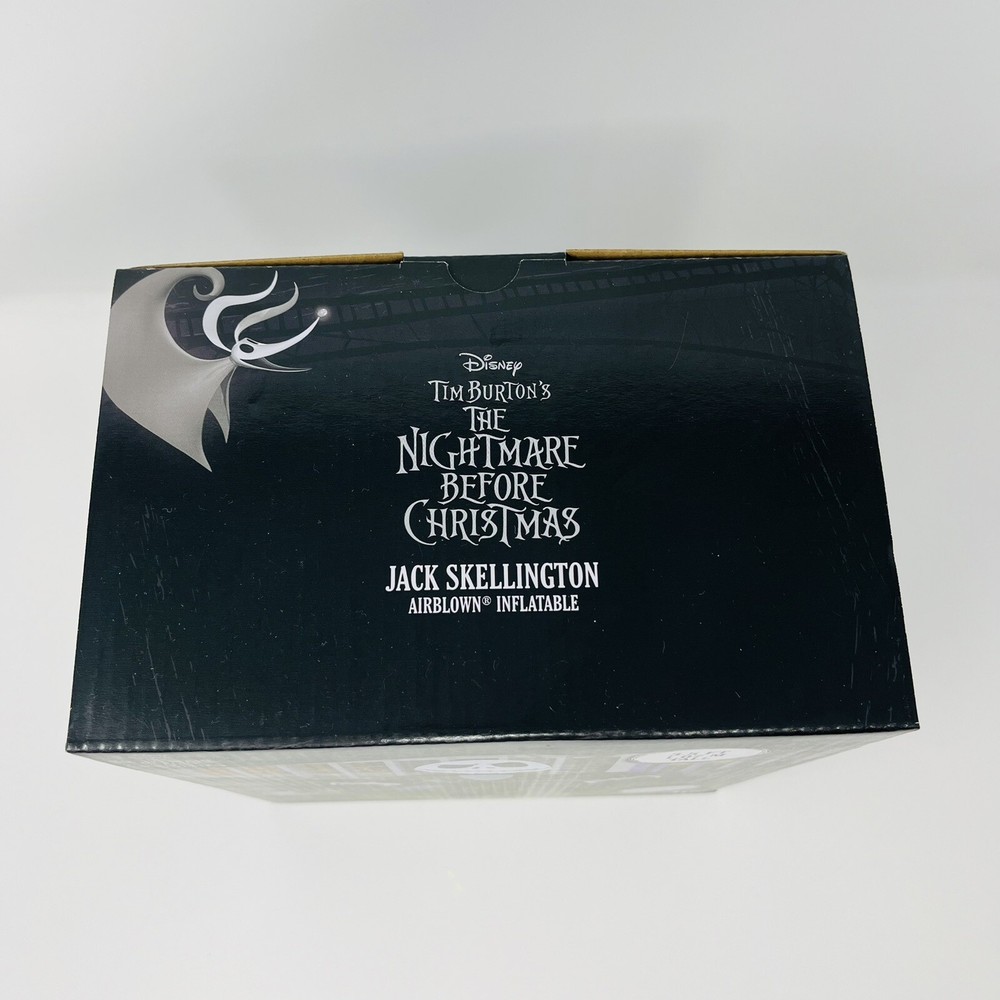 Disney
TIM BURTON'S
THE
NIGHTMARE
BEFORE
CHRISTMAS
JACK SKELLINGTON
AIRBLOWN® INFLATABLE